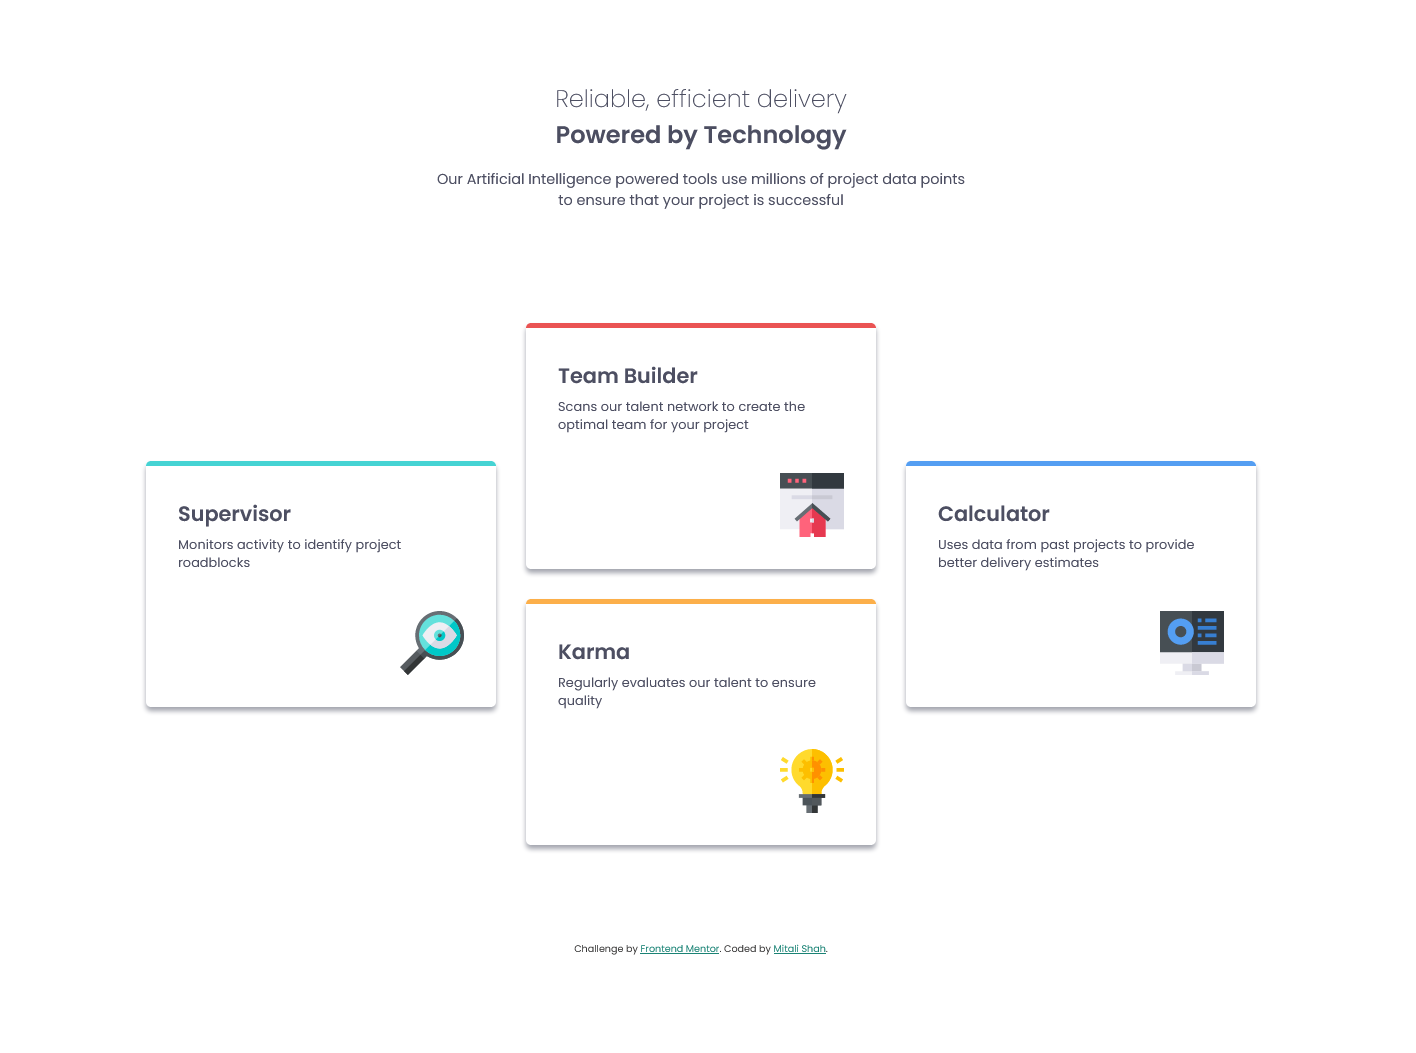 Reliable, efficient delivery
Powered by Technology
Our Artificial Intelligence powered tools use millions of project data points
to ensure that your project is successful
Supervisor
Monitors activity to identify project
roadblocks
Team Builder
Scans our talent network to create the
optimal team for your project
Karma
Regularly evaluates our talent to ensure
quality
Calculator
Uses data from past projects to provide
better delivery estimates
Challenge by Frontend Mentor. Coded by Mitali Shah.